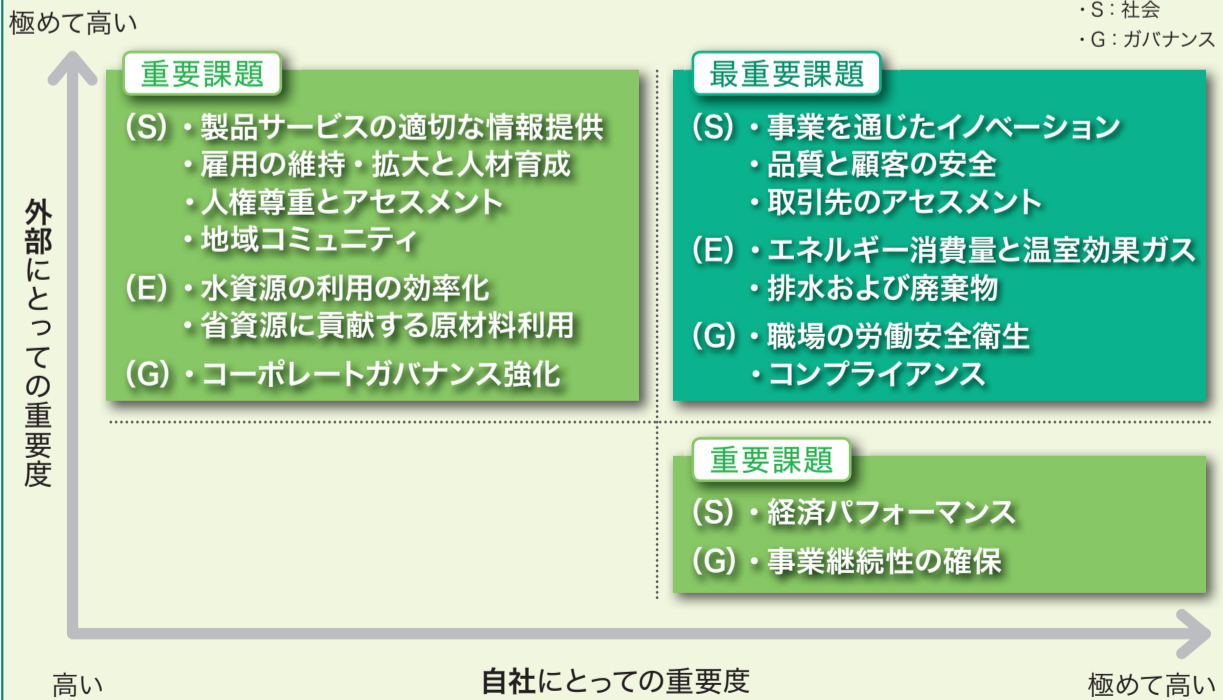 ・S：社会
・G：ガバナンス
極めて高い
重要課題
（S）・製品サービスの適切な情報提供
・雇用の維持・拡大と人材育成
・人権尊重とアセスメント
・地域コミュニティ
（E）・水資源の利用の効率化
・省資源に貢献する原材料利用
（G）・コーポレートガバナンス強化
最重要課題
（S）・事業を通じたイノベーション
・品質と顧客の安全
・取引先のアセスメント
（E）・エネルギー消費量と温室効果ガス
・排水および廃棄物
（G）・職場の労働安全衛生
・コンプライアンス
外部にとっての重要度
重要課題
（S）・経済パフォーマンス
（G）・事業継続性の確保
高い
自社にとっての重要度
極めて高い